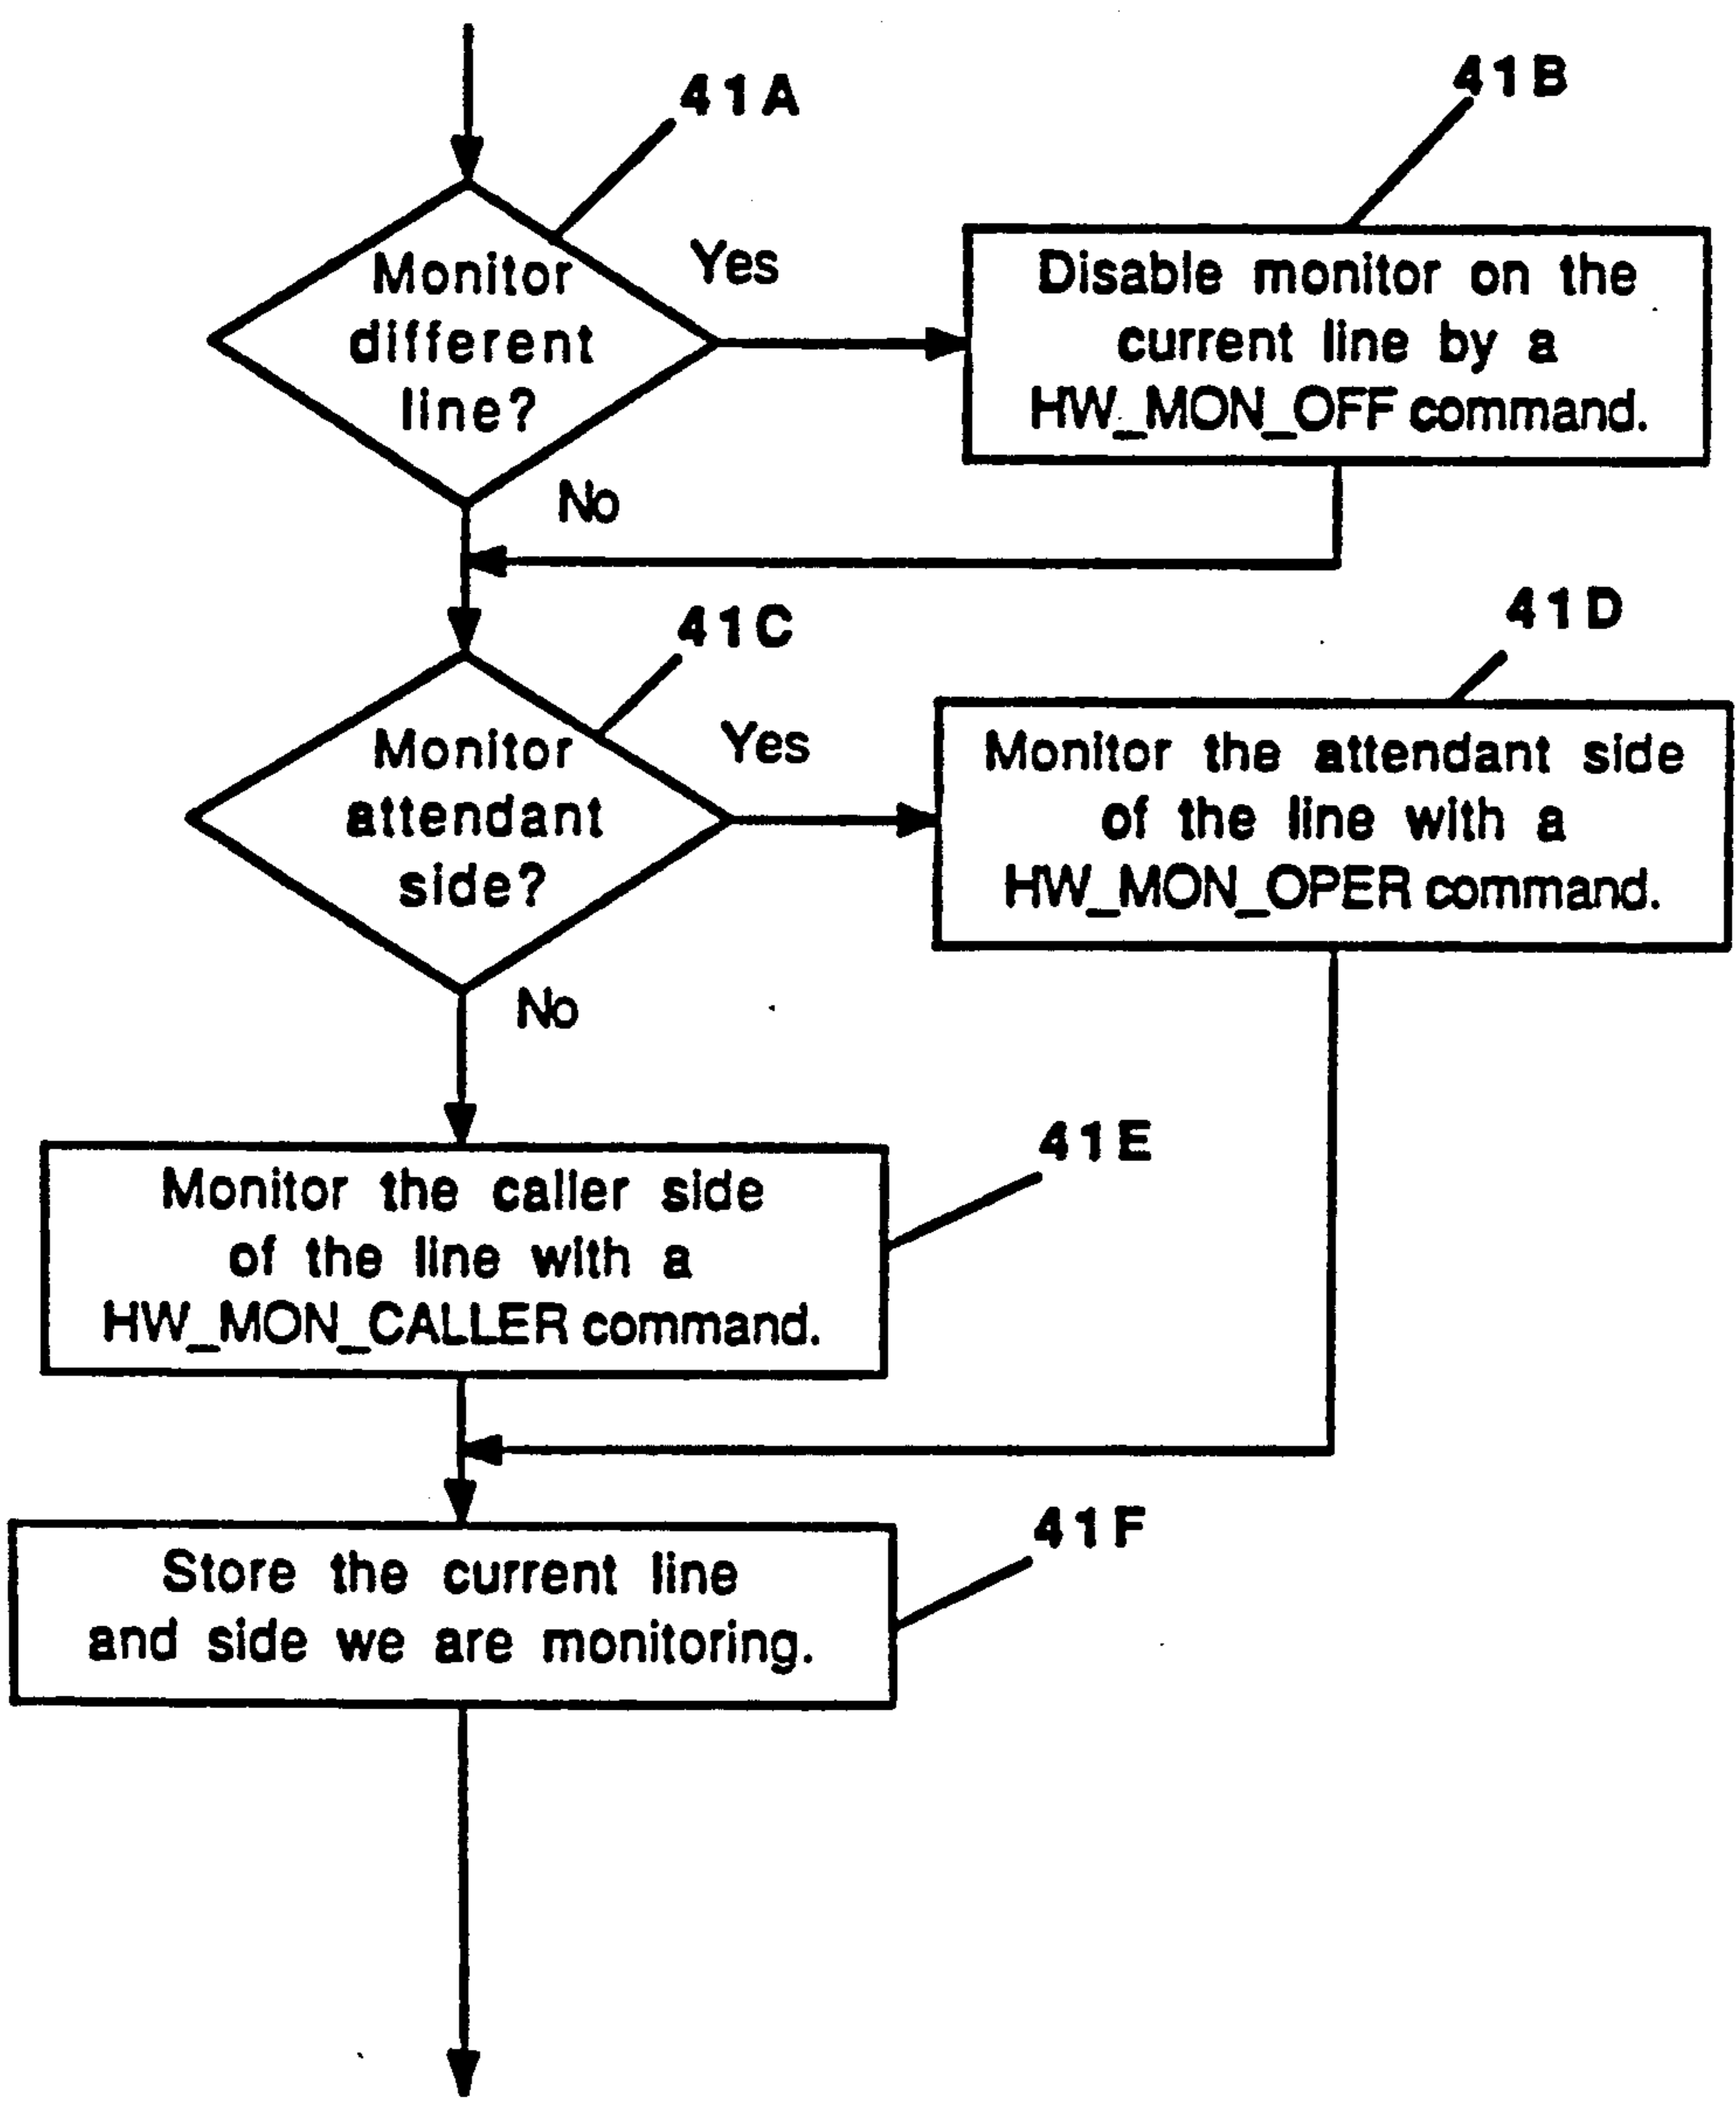 41A
41B
Monitor
different
line?
Yes
Disable monitor on the
current line by a
HW_MON_OFF command.
No
41C
41D
Monitor
attendant
side?
Yes
Monitor the attendant side
of the line with a
HW_MON_OPER command.
No
41E
Monitor the caller side
of the line with a
HW_MON_CALLER command.
41F
Store the current line
and side we are monitoring.